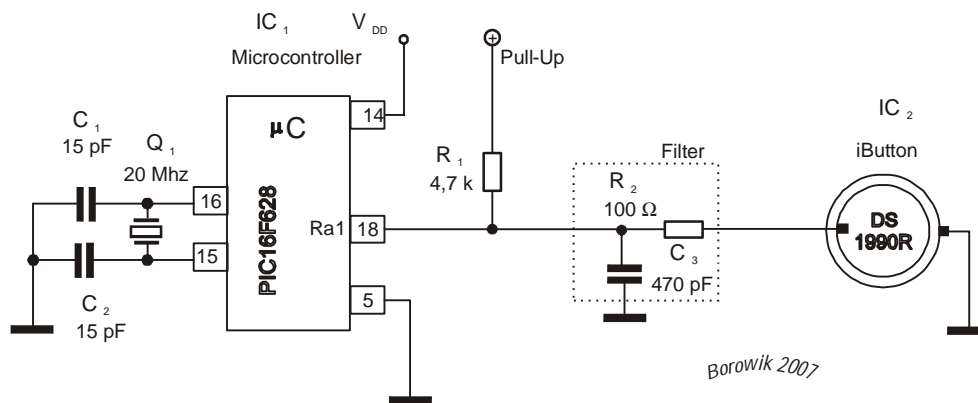 IC 1
Microcontroller
V DD
Pull-Up
C 1
15 pF
Q 1
20 Mhz
μC
PIC16F628
14
16
15
Ra1
18
5
C 2
15 pF
R 1
4,7 k
Filter
R 2
100 Ω
C 3
470 pF
IC 2
iButton
DS
1990R
Borowik 2007